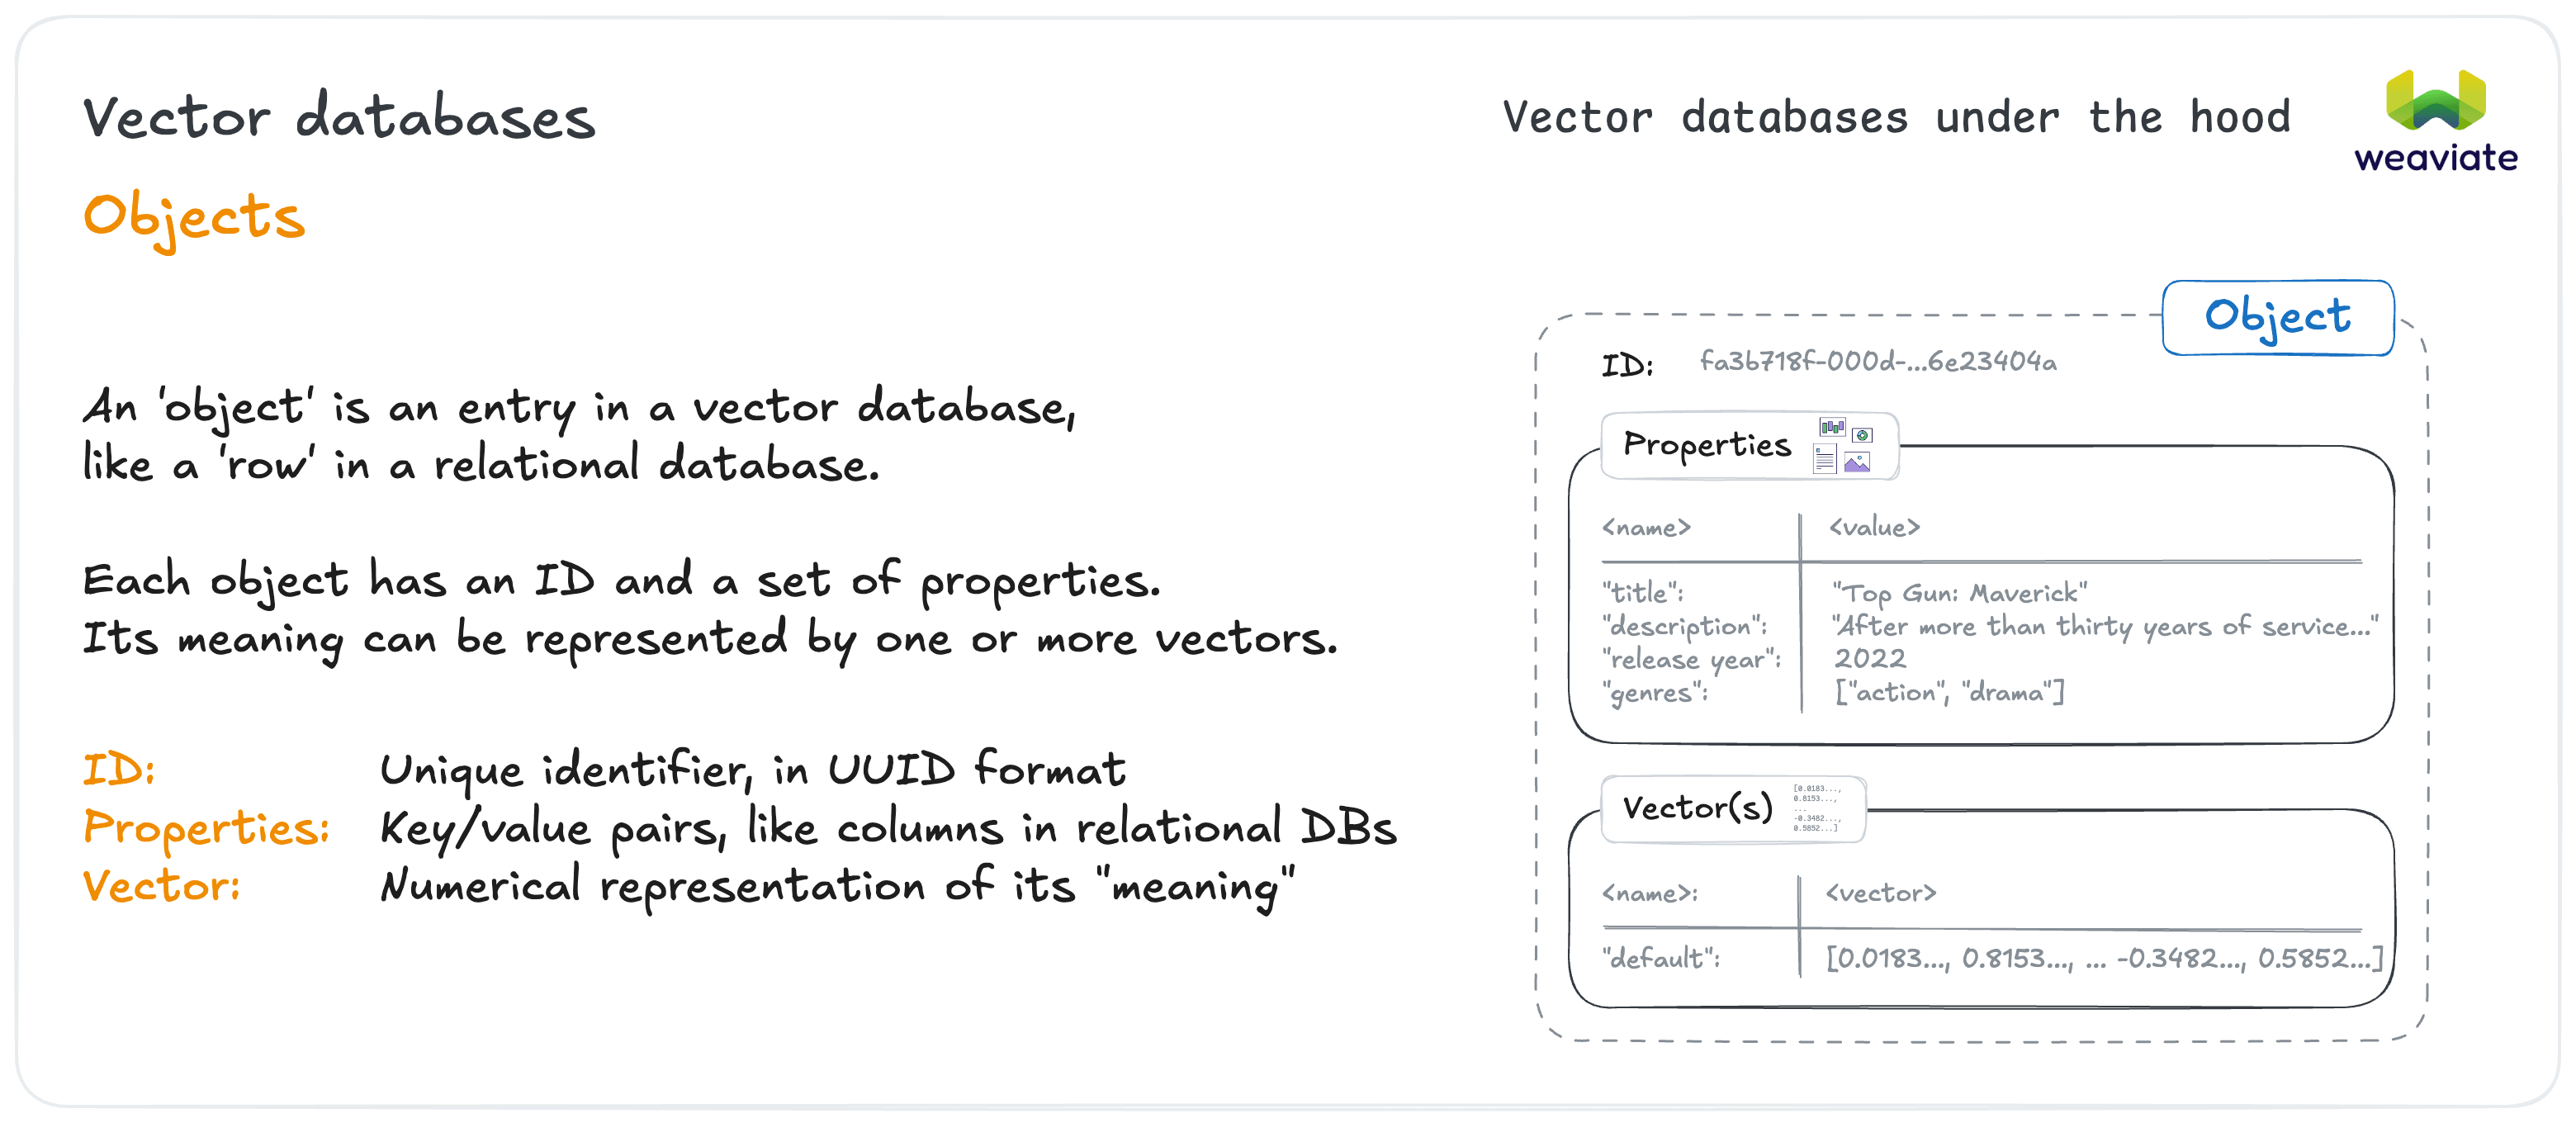 Vector databases
Vector databases under the hood
weaviate
Objects
An 'object' is an entry in a vector database,
like a 'row' in a relational database.
Each object has an ID and a set of properties.
Its meaning can be represented by one or more vectors.
ID: Unique identifier, in UUID format
Properties: Key/value pairs, like columns in relational DBs
Vector: Numerical representation of its "meaning"
Object
ID: fa3b718f-000d-...6e23404a
Properties
<name> <value>
"title": "Top Gun: Maverick"
"description": "After more than thirty years of service..."
"release year": 2022
"genres": ["action", "drama"]
Vector(s)
[0.0183...,
0.8153...,
...
-0.3482...,
0.5852...]
<name>: <vector>
"default": [0.0183..., 0.8153..., ... -0.3482..., 0.5852...]